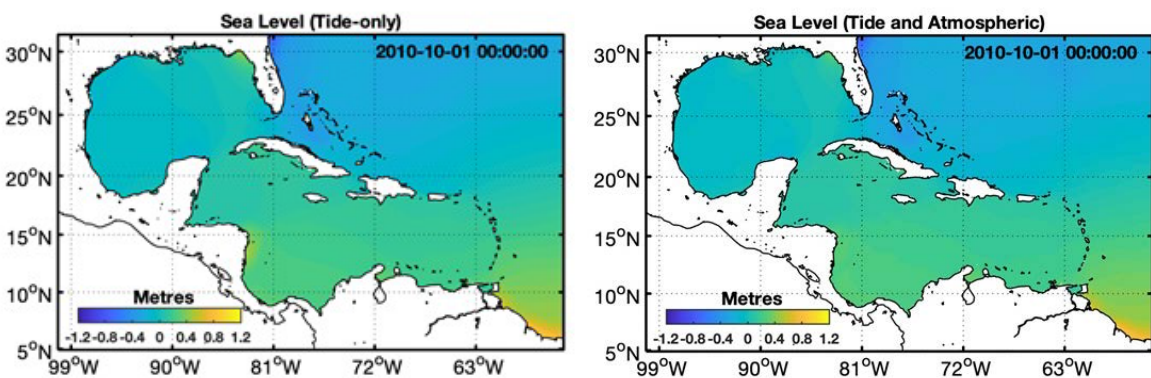 Sea Level (Tide-only)
2010-10-01 00:00:00
30°N
25°N
20°N
15°N
10°N
5°N
Metres
-1.2 -0.8 -0.4 0 0.4 0.8 1.2
99°W 90°W 81°W 72°W 63°W
Sea Level (Tide and Atmospheric)
2010-10-01 00:00:00
30°N
25°N
20°N
15°N
10°N
5°N
Metres
-1.2 -0.8 -0.4 0 0.4 0.8 1.2
99°W 90°W 81°W 72°W 63°W